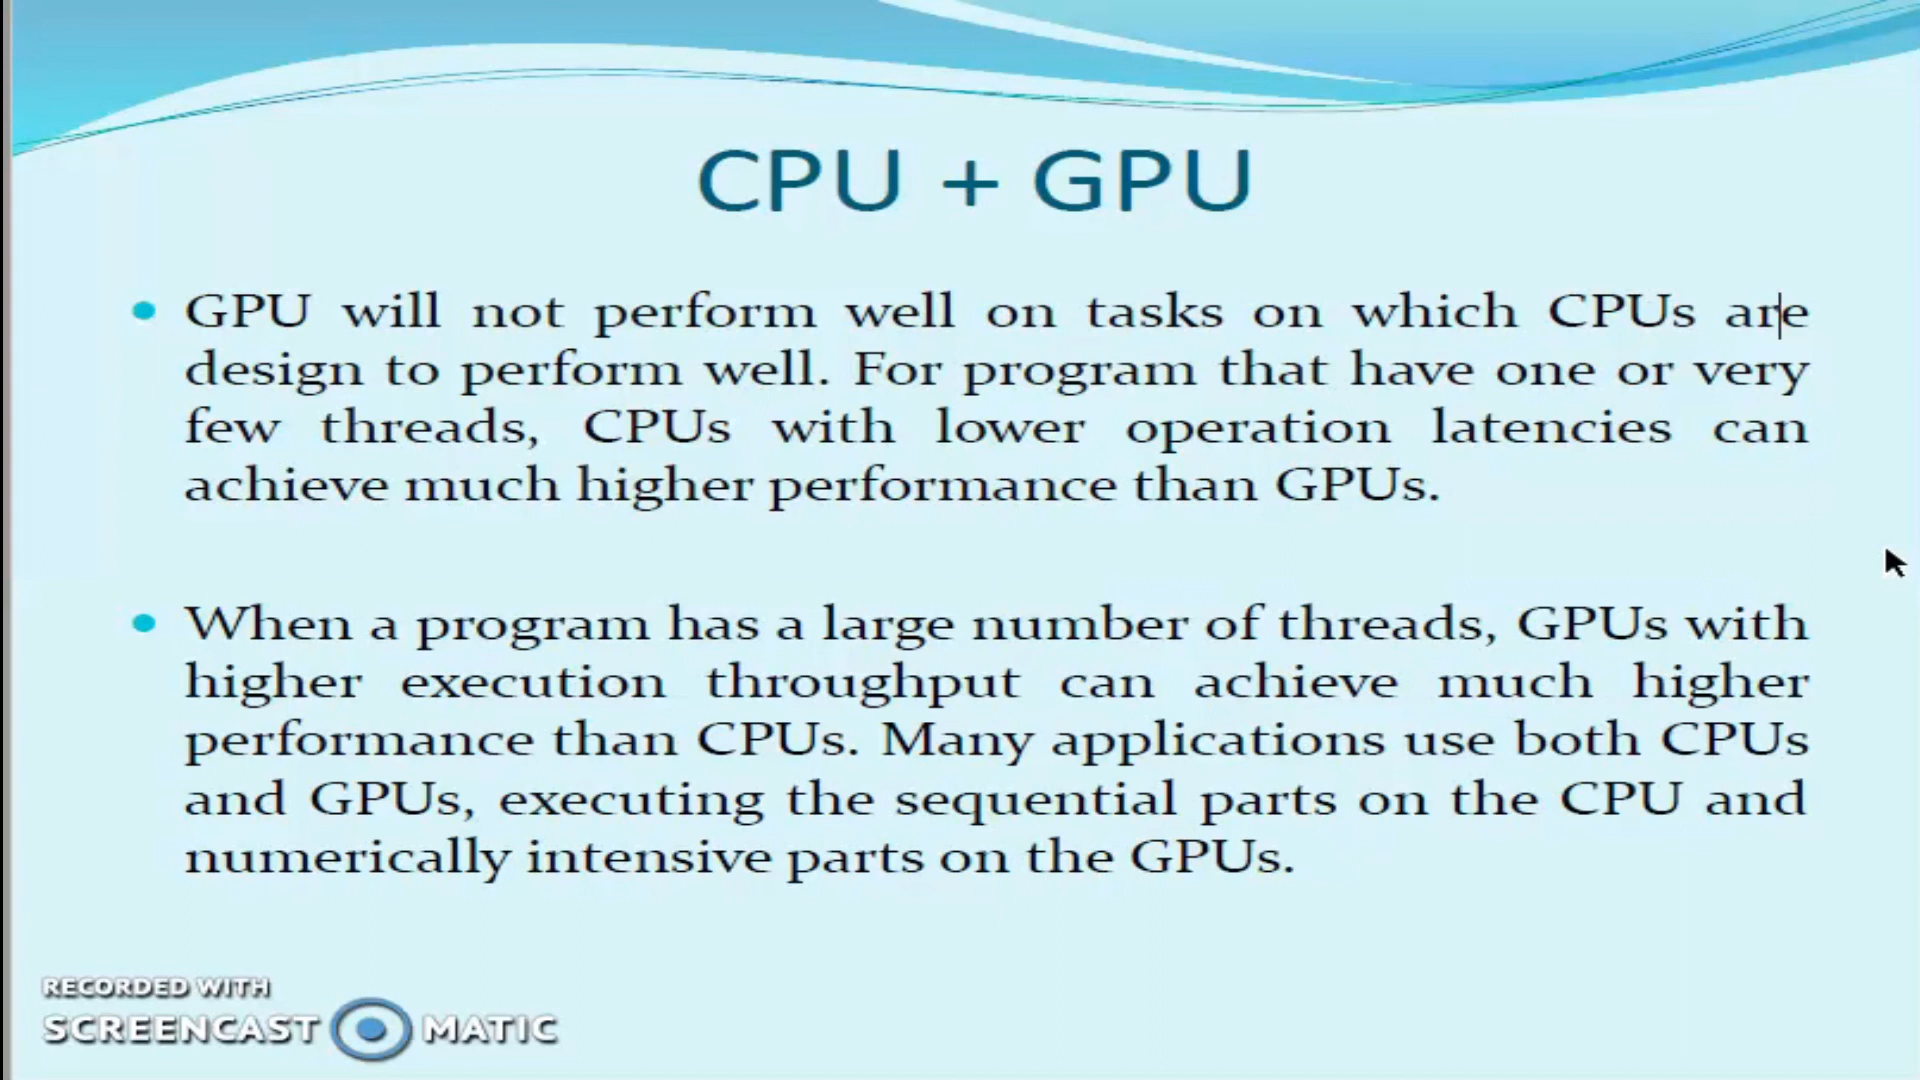 CPU + GPU
GPU will not perform well on tasks on which CPUs are
design to perform well. For program that have one or very
few threads, CPUs with lower operation latencies can
achieve much higher performance than GPUs.
When a program has a large number of threads, GPUs with
higher execution throughput can achieve much higher
performance than CPUs. Many applications use both CPUs
and GPUs, executing the sequential parts on the CPU and
numerically intensive parts on the GPUs.
RECORDED WITH
SCREENCAST MATIC